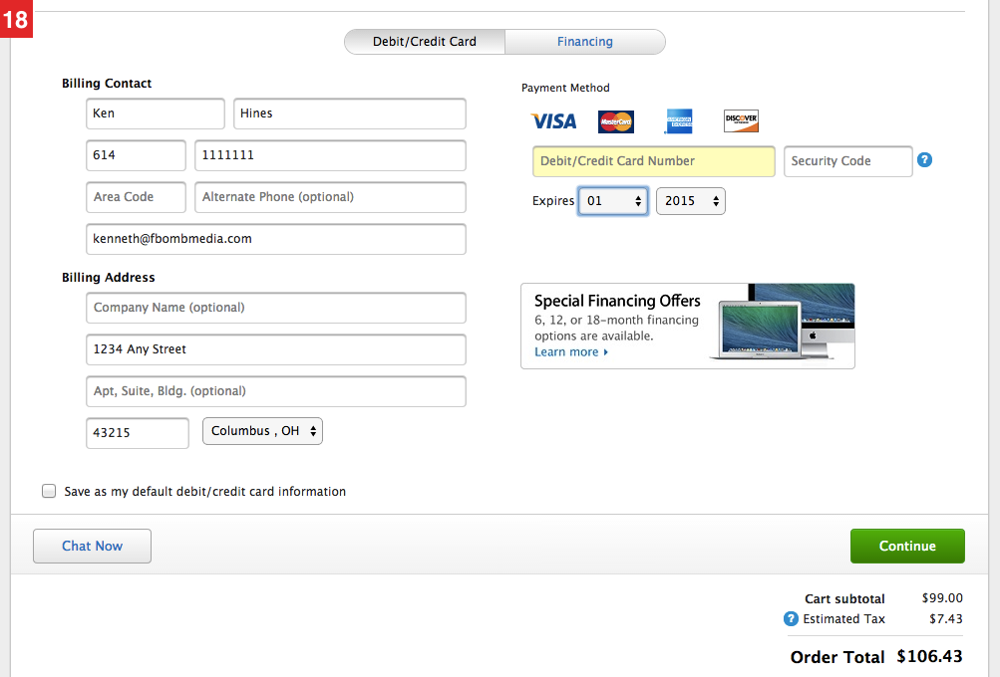 18
Debit/Credit Card Financing
Billing Contact
Ken Hines
614 1111111
Area Code Alternate Phone (optional)
kenneth@fbombmedia.com
Billing Address
Company Name (optional)
1234 Any Street
Apt, Suite, Bldg. (optional)
43215 Columbus , OH
Payment Method
VISA MasterCard AMERICAN EXPRESS DISCOVER
Debit/Credit Card Number Security Code ?
Expires 01 2015
Special Financing Offers
6, 12, or 18-month financing
options are available.
Learn more
Save as my default debit/credit card information
Chat Now Continue
Cart subtotal $99.00
? Estimated Tax $7.43
Order Total $106.43